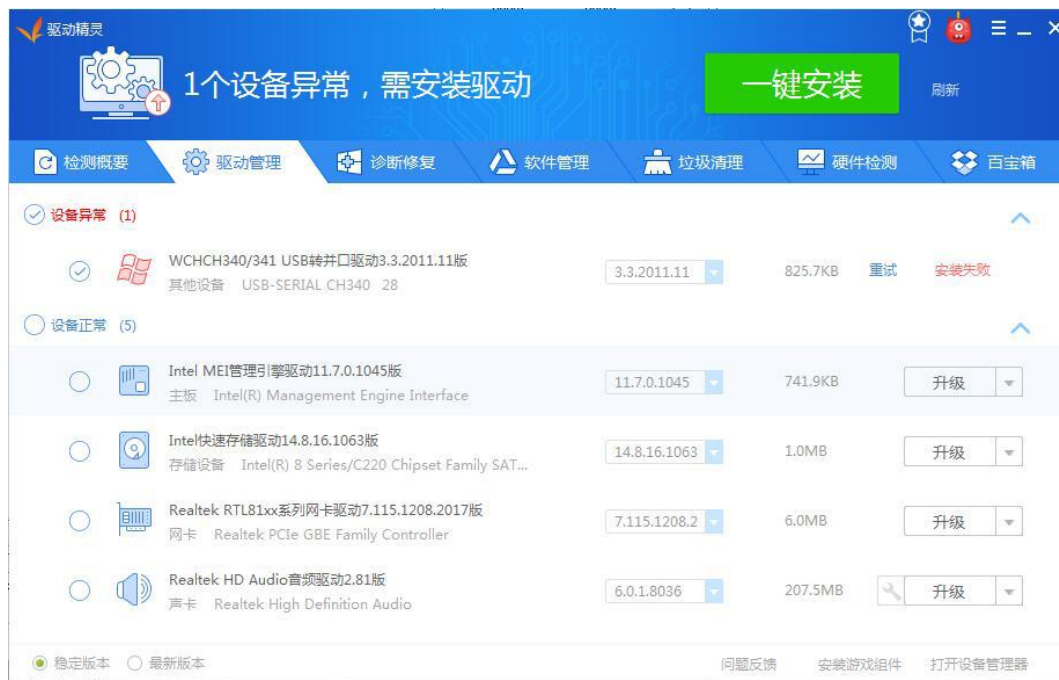 驱动精灵
1个设备异常，需安装驱动
一键安装
刷新
检测概要
驱动管理
诊断修复
软件管理
垃圾清理
硬件检测
百宝箱
设备异常 (1)
WCHCH340/341 USB转并口驱动3.3.2011.11版
其他设备 USB-SERIAL CH340 28
3.3.2011.11
825.7KB
重试
安装失败
设备正常 (5)
Intel MEI管理引擎驱动11.7.0.1045版
主板 Intel(R) Management Engine Interface
11.7.0.1045
741.9KB
升级
Intel快速存储驱动14.8.16.1063版
存储设备 Intel(R) 8 Series/C220 Chipset Family SAT...
14.8.16.1063
1.0MB
升级
Realtek RTL81xx系列网卡驱动7.115.1208.2017版
网卡 Realtek PCIe GBE Family Controller
7.115.1208.2
6.0MB
升级
Realtek HD Audio音频驱动2.81版
声卡 Realtek High Definition Audio
6.0.1.8036
207.5MB
升级
稳定版本
最新版本
问题反馈
安装游戏组件
打开设备管理器